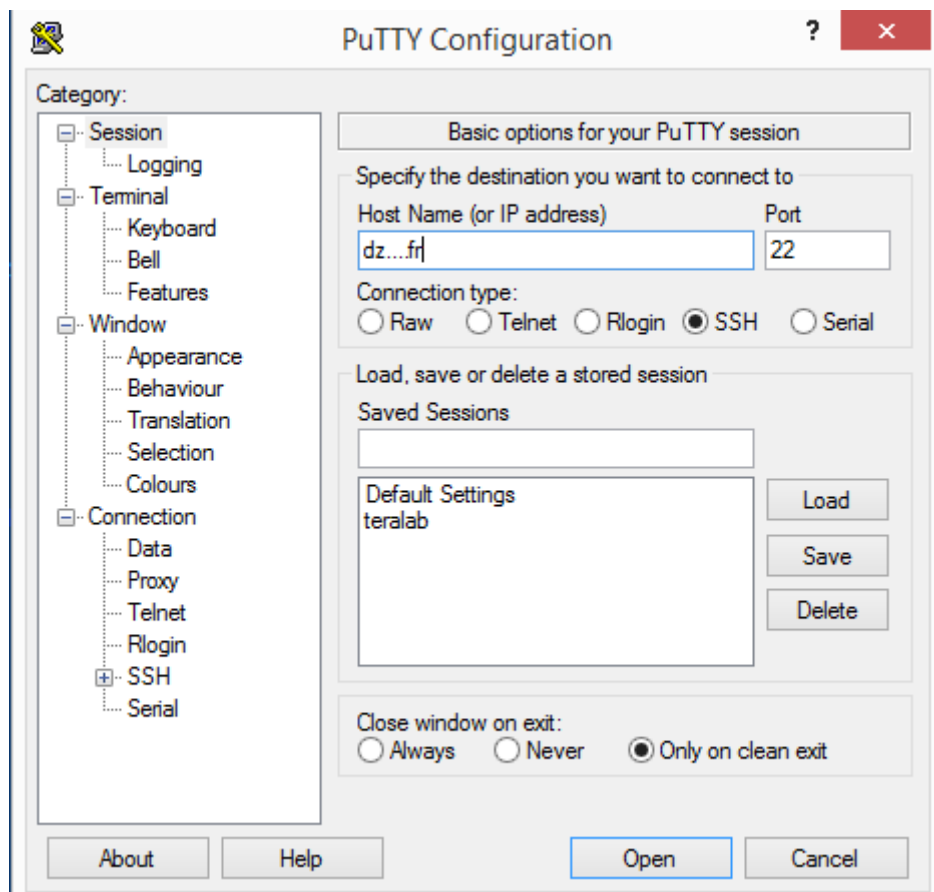 PuTTY Configuration
?
×
Category:
Session
Logging
Terminal
Keyboard
Bell
Features
Window
Appearance
Behaviour
Translation
Selection
Colours
Connection
Data
Proxy
Telnet
Rlogin
SSH
Serial
Basic options for your PuTTY session
Specify the destination you want to connect to
Host Name (or IP address) Port
dz....fr 22
Connection type:
Raw Telnet Rlogin SSH Serial
Load, save or delete a stored session
Saved Sessions
Default Settings
teralab
Load
Save
Delete
Close window on exit:
Always Never Only on clean exit
About Help Open Cancel